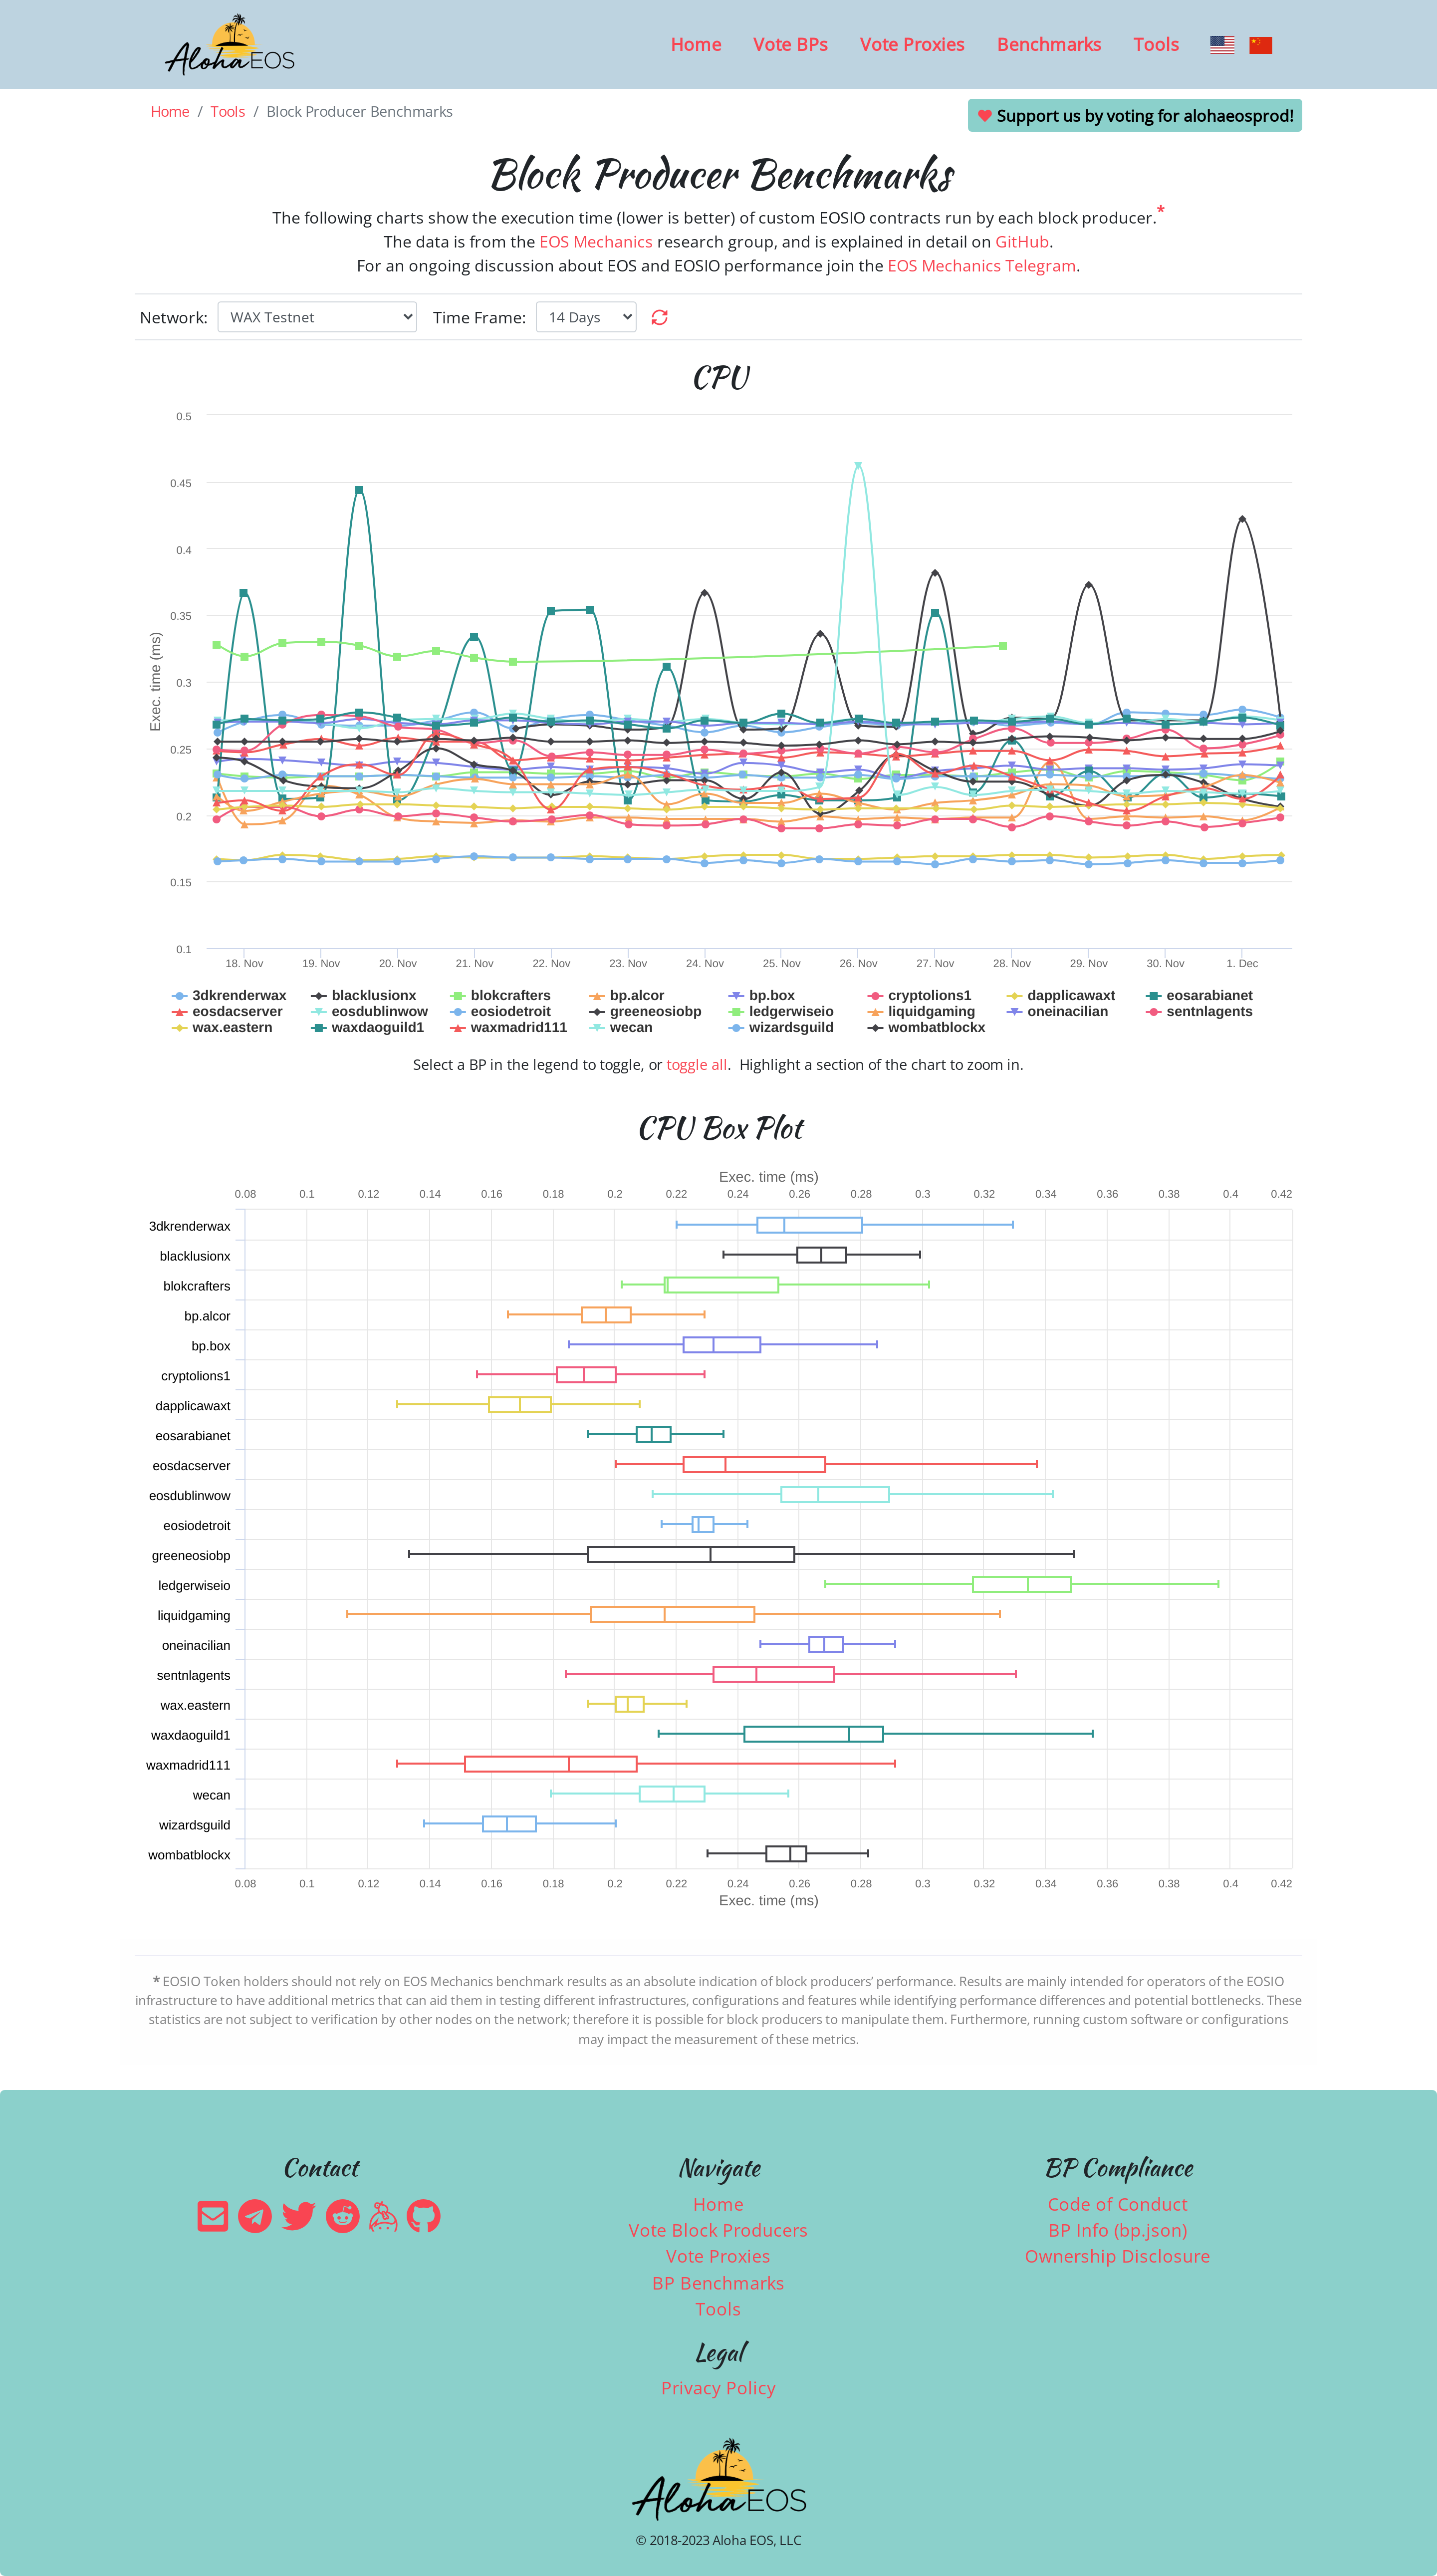 Aloha EOS
Home Vote BPs Vote Proxies Benchmarks Tools
Home / Tools / Block Producer Benchmarks
Support us by voting for alohaeosprod!
Block Producer Benchmarks
The following charts show the execution time (lower is better) of custom EOSIO contracts run by each block producer.*
The data is from the EOS Mechanics research group, and is explained in detail on GitHub.
For an ongoing discussion about EOS and EOSIO performance join the EOS Mechanics Telegram.
Network: WAX Testnet Time Frame: 14 Days
CPU
Exec. time (ms)
0.5
0.45
0.4
0.35
0.3
0.25
0.2
0.15
0.1
18. Nov 19. Nov 20. Nov 21. Nov 22. Nov 23. Nov 24. Nov 25. Nov 26. Nov 27. Nov 28. Nov 29. Nov 30. Nov 1. Dec
3dkrenderwax blacklusionx blokcrafters bp.alcor bp.box cryptolions1 dapplicawaxt eosarabianet
eosdacserver eosdublinwow eosiodetroit greeneosiobp ledgerwiseio liquidgaming oneinacilian sentnlagents
wax.eastern waxdaoguild1 waxmadrid111 wecan wizardsguild wombatblockx
Select a BP in the legend to toggle, or toggle all. Highlight a section of the chart to zoom in.
CPU Box Plot
Exec. time (ms)
0.08 0.1 0.12 0.14 0.16 0.18 0.2 0.22 0.24 0.26 0.28 0.3 0.32 0.34 0.36 0.38 0.4 0.42
3dkrenderwax
blacklusionx
blokcrafters
bp.alcor
bp.box
cryptolions1
dapplicawaxt
eosarabianet
eosdacserver
eosdublinwow
eosiodetroit
greeneosiobp
ledgerwiseio
liquidgaming
oneinacilian
sentnlagents
wax.eastern
waxdaoguild1
waxmadrid111
wecan
wizardsguild
wombatblockx
0.08 0.1 0.12 0.14 0.16 0.18 0.2 0.22 0.24 0.26 0.28 0.3 0.32 0.34 0.36 0.38 0.4 0.42
Exec. time (ms)
* EOSIO Token holders should not rely on EOS Mechanics benchmark results as an absolute indication of block producers' performance. Results are mainly intended for operators of the EOSIO
infrastructure to have additional metrics that can aid them in testing different infrastructures, configurations and features while identifying performance differences and potential bottlenecks. These
statistics are not subject to verification by other nodes on the network; therefore it is possible for block producers to manipulate them. Furthermore, running custom software or configurations
may impact the measurement of these metrics.
Contact
Navigate
Home
Vote Block Producers
Vote Proxies
BP Benchmarks
Tools
Legal
Privacy Policy
BP Compliance
Code of Conduct
BP Info (bp.json)
Ownership Disclosure
Aloha EOS
© 2018-2023 Aloha EOS, LLC